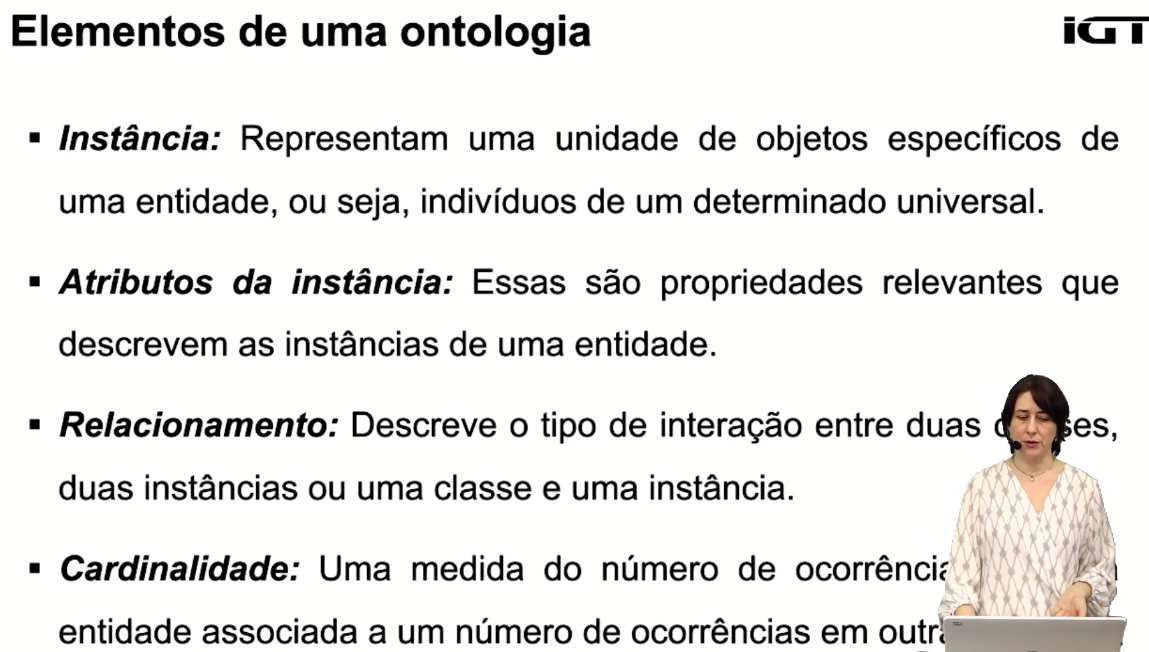 Elementos de uma ontologia
iGT
▪ Instância: Representam uma unidade de objetos específicos de
uma entidade, ou seja, indivíduos de um determinado universal.
▪ Atributos da instância: Essas são propriedades relevantes que
descrevem as instâncias de uma entidade.
▪ Relacionamento: Descreve o tipo de interação entre duas
duas instâncias ou uma classe e uma instância.
▪ Cardinalidade: Uma medida do número de
entidade associada a um número de ocorrências em